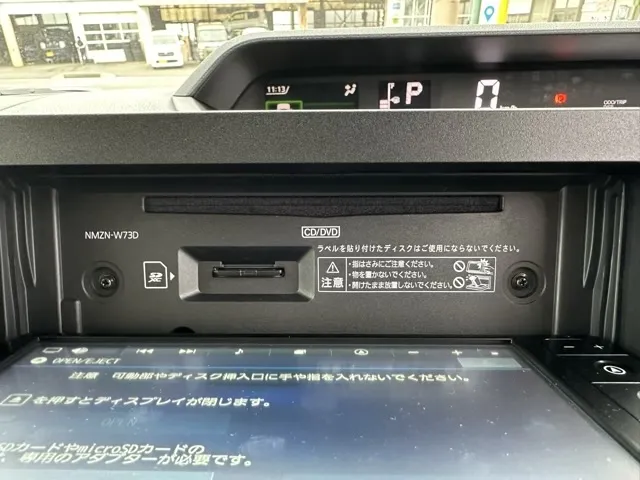 11:13
P
0
km/h
ODO/TRIP
NMZN-W73D
CD/DVD
ラベルを貼り付けたディスクはご使用にならないでください。
SD
XC
注意
・指はさみにご注意ください。
・物を置かないでください。
・開けたまま放置しないでください。
OPEN/EJECT
注意 可動部やディスク挿入口に手や指を入れないでください。
を押すとディスプレイが閉じます。
OPEN
SDカードやmicroSDカードの
専用のアダプターが必要です。